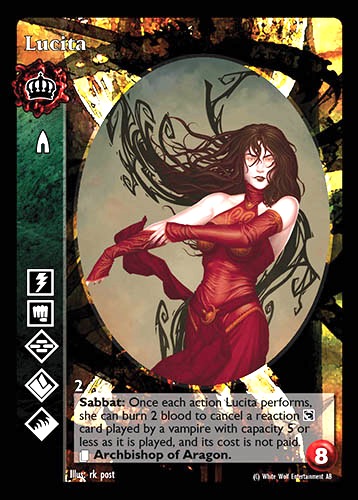 Lucita
2
Sabbat: Once each action Lucita performs,
she can burn 2 blood to cancel a reaction
card played by a vampire with capacity 5 or
less as it is played, and its cost is not paid.
Archbishop of Aragon.
8
Illus: rk post
(C) White Wolf Entertainment AB